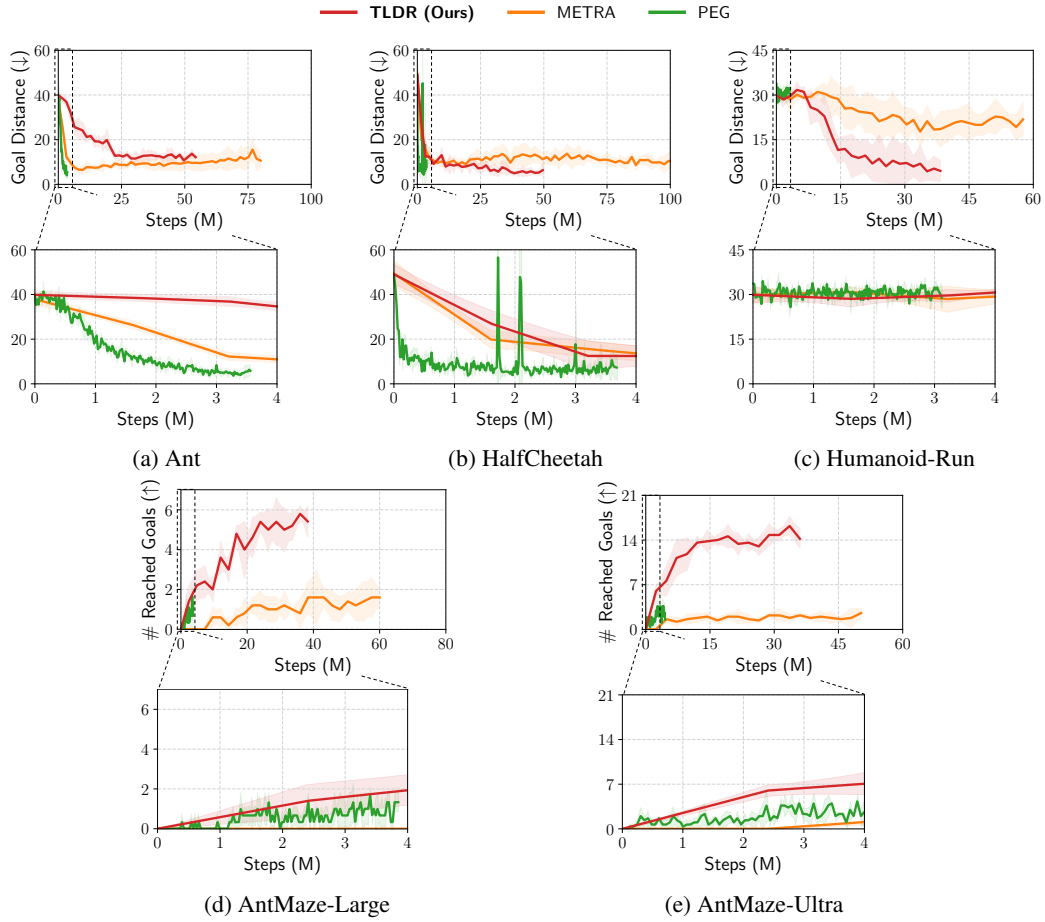 TLDR (Ours) METRA PEG
Goal Distance (↓)
60
40
20
0
0 25 50 75 100
Steps (M)
Goal Distance (↓)
60
40
20
0
0 25 50 75 100
Steps (M)
Goal Distance (↓)
45
30
15
0
0 15 30 45 60
Steps (M)
60
40
20
0
0 1 2 3 4
Steps (M)
60
40
20
0
0 1 2 3 4
Steps (M)
45
30
15
0
0 1 2 3 4
Steps (M)
(a) Ant
(b) HalfCheetah
(c) Humanoid-Run
# Reached Goals (↑)
6
4
2
0
0 20 40 60 80
Steps (M)
# Reached Goals (↑)
21
14
7
0
0 15 30 45 60
Steps (M)
6
4
2
0
0 1 2 3 4
Steps (M)
21
14
7
0
0 1 2 3 4
Steps (M)
(d) AntMaze-Large
(e) AntMaze-Ultra